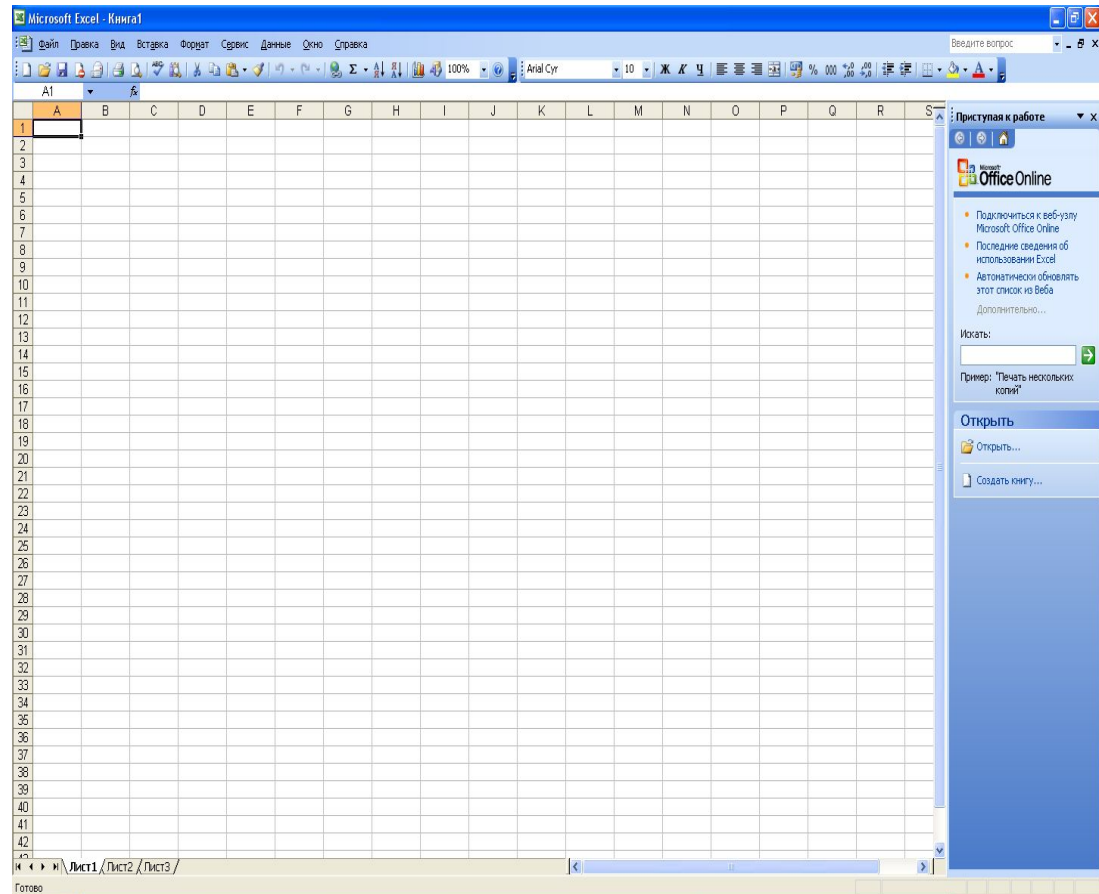 Microsoft Excel - Книга1
Файл Правка Вид Вставка Формат Сервис Данные Окно Справка Введите вопрос
100% Arial Cyr 10 Ж К Ч % 000
A1 fx
A B C D E F G H I J K L M N O P Q R S
1
2
3
4
5
6
7
8
9
10
11
12
13
14
15
16
17
18
19
20
21
22
23
24
25
26
27
28
29
30
31
32
33
34
35
36
37
38
39
40
41
42
Приступая к работе
Microsoft
Office Online
Подключиться к веб-узлу
Microsoft Office Online
Последние сведения об
использовании Excel
Автоматически обновлять
этот список из Веба
Дополнительно...
Искать:
Пример: "Печать нескольких
копий"
Открыть
Открыть...
Создать книгу...
Лист1 Лист2 Лист3
Готово